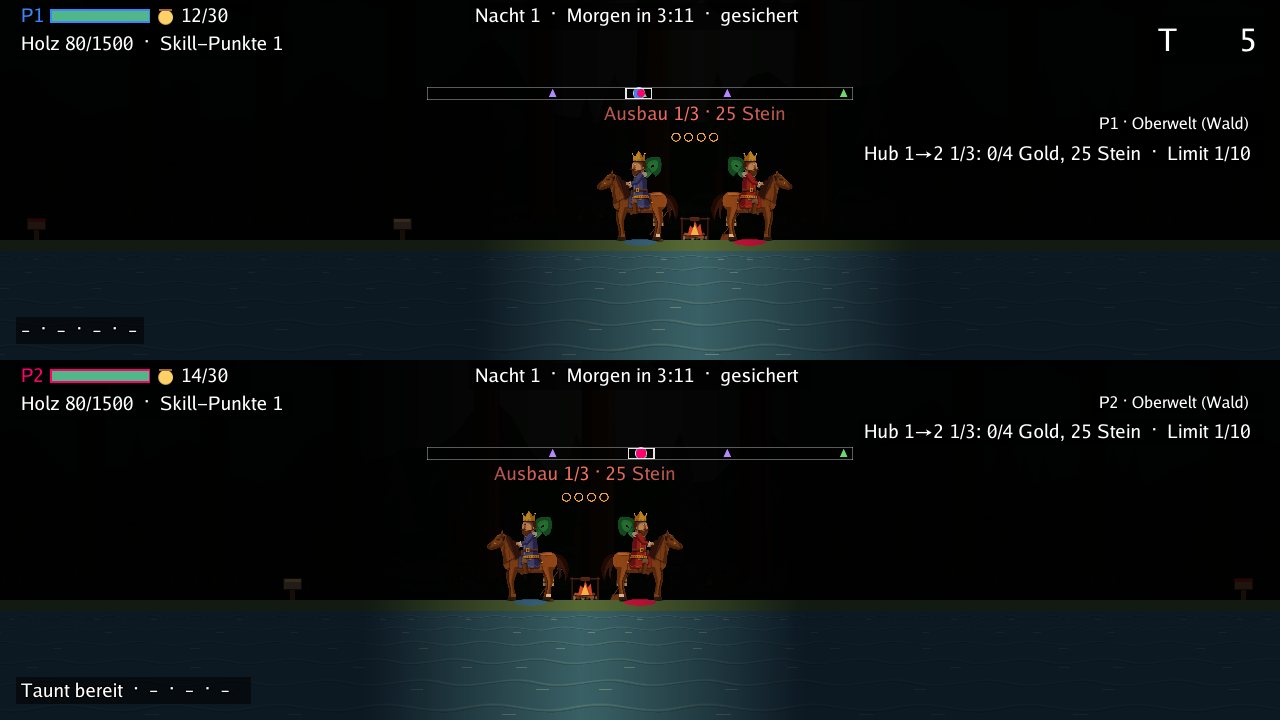 P1 12/30
Nacht 1 · Morgen in 3:11 · gesichert
Holz 80/1500 · Skill-Punkte 1
T 5
Ausbau 1/3 · 25 Stein
P1 · Oberwelt (Wald)
Hub 1→2 1/3: 0/4 Gold, 25 Stein · Limit 1/10
- · - · - · -
P2 14/30
Nacht 1 · Morgen in 3:11 · gesichert
Holz 80/1500 · Skill-Punkte 1
P2 · Oberwelt (Wald)
Hub 1→2 1/3: 0/4 Gold, 25 Stein · Limit 1/10
Ausbau 1/3 · 25 Stein
Taunt bereit · - · - · -